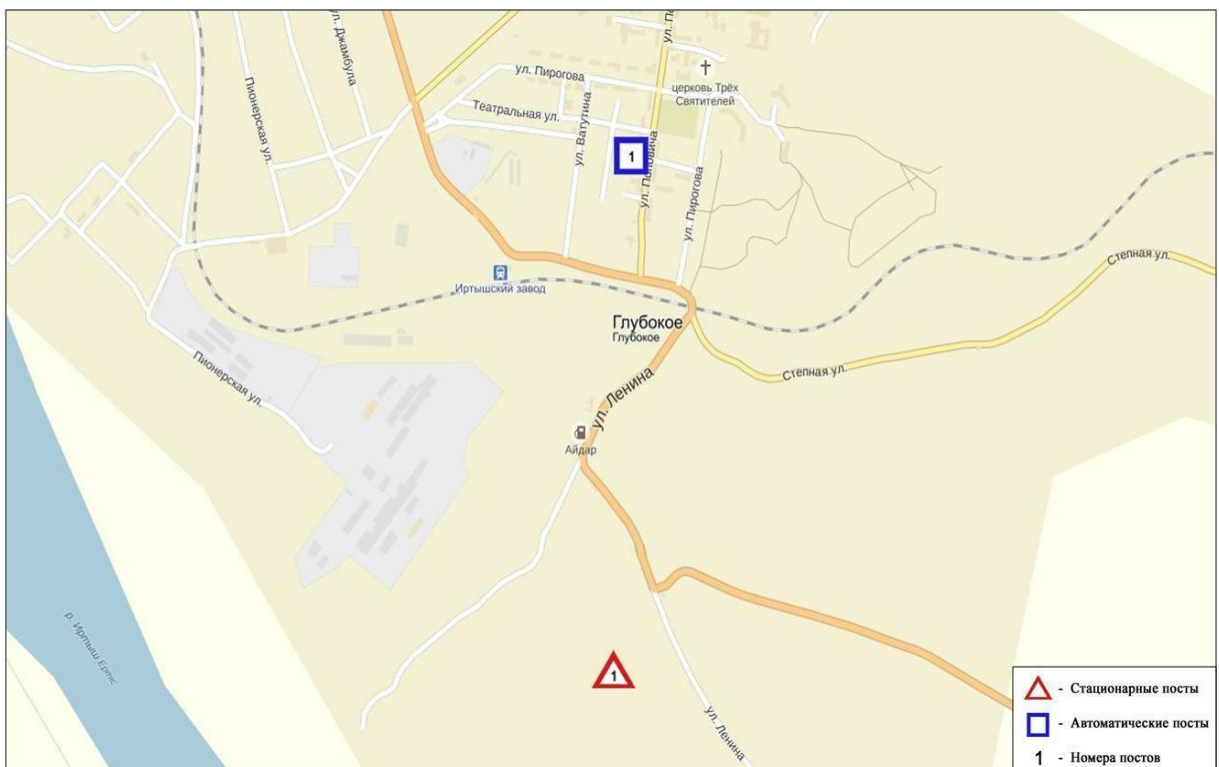 ул. По
ул. Джамбула
Пионерская ул.
ул. Пирогова
церковь Трёх
Святителей
Театральная ул.
ул. Ватутина
1
ул. Поповича
ул. Пирогова
Степная ул.
Иртышский завод
Глубокое
Глубокое
Пионерская ул.
Степная ул.
ул. Ленина
Айдар
р. Иртыш Ертіс
1
ул. Ленина
- Стационарные посты
- Автоматические посты
1 - Номера постов